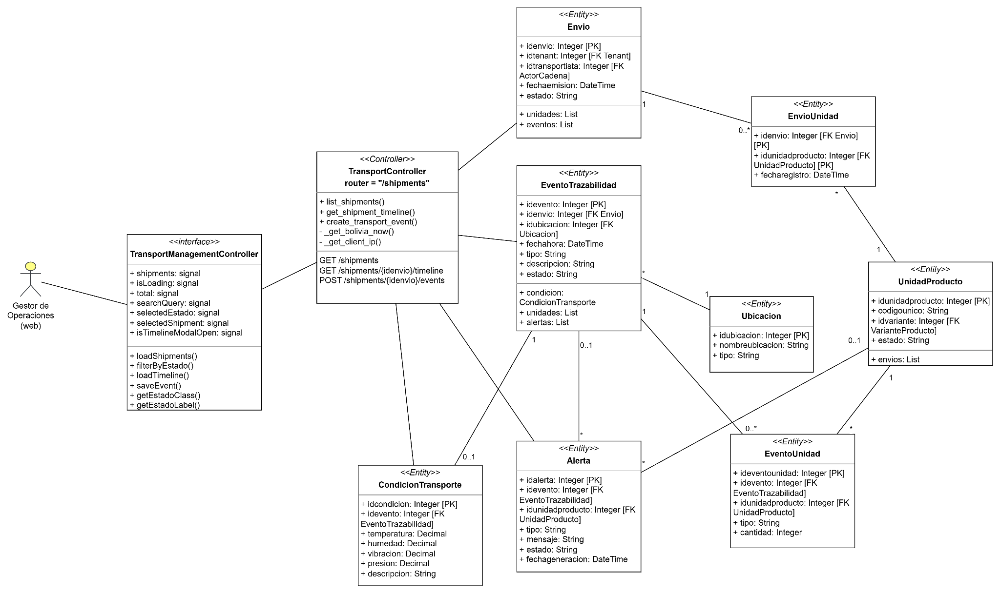 Gestor de
Operaciones
(web)
<<interface>>
TransportManagementController
+ shipments: signal
+ isLoading: signal
+ total: signal
+ searchQuery: signal
+ selectedEstado: signal
+ selectedShipment: signal
+ isTimelineModalOpen: signal
+ loadShipments()
+ filterByEstado()
+ loadTimeline()
+ saveEvent()
+ getEstadoClass()
+ getEstadoLabel()
<<Controller>>
TransportController
router = "/shipments"
+ list_shipments()
+ get_shipment_timeline()
+ create_transport_event()
- _get_bolivia_now()
- _get_client_ip()
GET /shipments
GET /shipments/{idenvio}/timeline
POST /shipments/{idenvio}/events
<<Entity>>
Envio
+ idenvio: Integer [PK]
+ idtenant: Integer [FK Tenant]
+ idtransportista: Integer [FK
ActorCadena]
+ fechaemision: DateTime
+ estado: String
+ unidades: List
+ eventos: List
1
0..*
<<Entity>>
EnvioUnidad
+ idenvio: Integer [FK Envio]
[PK]
+ idunidadproducto: Integer [FK
UnidadProducto] [PK]
+ fecharegistro: DateTime
*
1
<<Entity>>
EventoTrazabilidad
+ idevento: Integer [PK]
+ idenvio: Integer [FK Envio]
+ idubicacion: Integer [FK
Ubicacion]
+ fechahora: DateTime
+ tipo: String
+ descripcion: String
+ estado: String
+ condicion:
CondicionTransporte
+ unidades: List
+ alertas: List
*
1
1
1
0..1
<<Entity>>
Ubicacion
+ idubicacion: Integer [PK]
+ nombreubicacion: String
+ tipo: String
<<Entity>>
UnidadProducto
+ idunidadproducto: Integer [PK]
+ codigounico: String
+ idvariante: Integer [FK
VarianteProducto]
+ estado: String
+ envios: List
0..1
1
0..1
<<Entity>>
CondicionTransporte
+ idcondicion: Integer [PK]
+ idevento: Integer [FK
EventoTrazabilidad]
+ temperatura: Decimal
+ humedad: Decimal
+ vibracion: Decimal
+ presion: Decimal
+ descripcion: String
*
*
<<Entity>>
Alerta
+ idalerta: Integer [PK]
+ idevento: Integer [FK
EventoTrazabilidad]
+ idunidadproducto: Integer [FK
UnidadProducto]
+ tipo: String
+ mensaje: String
+ estado: String
+ fechageneracion: DateTime
0..*
*
<<Entity>>
EventoUnidad
+ ideventounidad: Integer [PK]
+ idevento: Integer [FK
EventoTrazabilidad]
+ idunidadproducto: Integer [FK
UnidadProducto]
+ tipo: String
+ cantidad: Integer